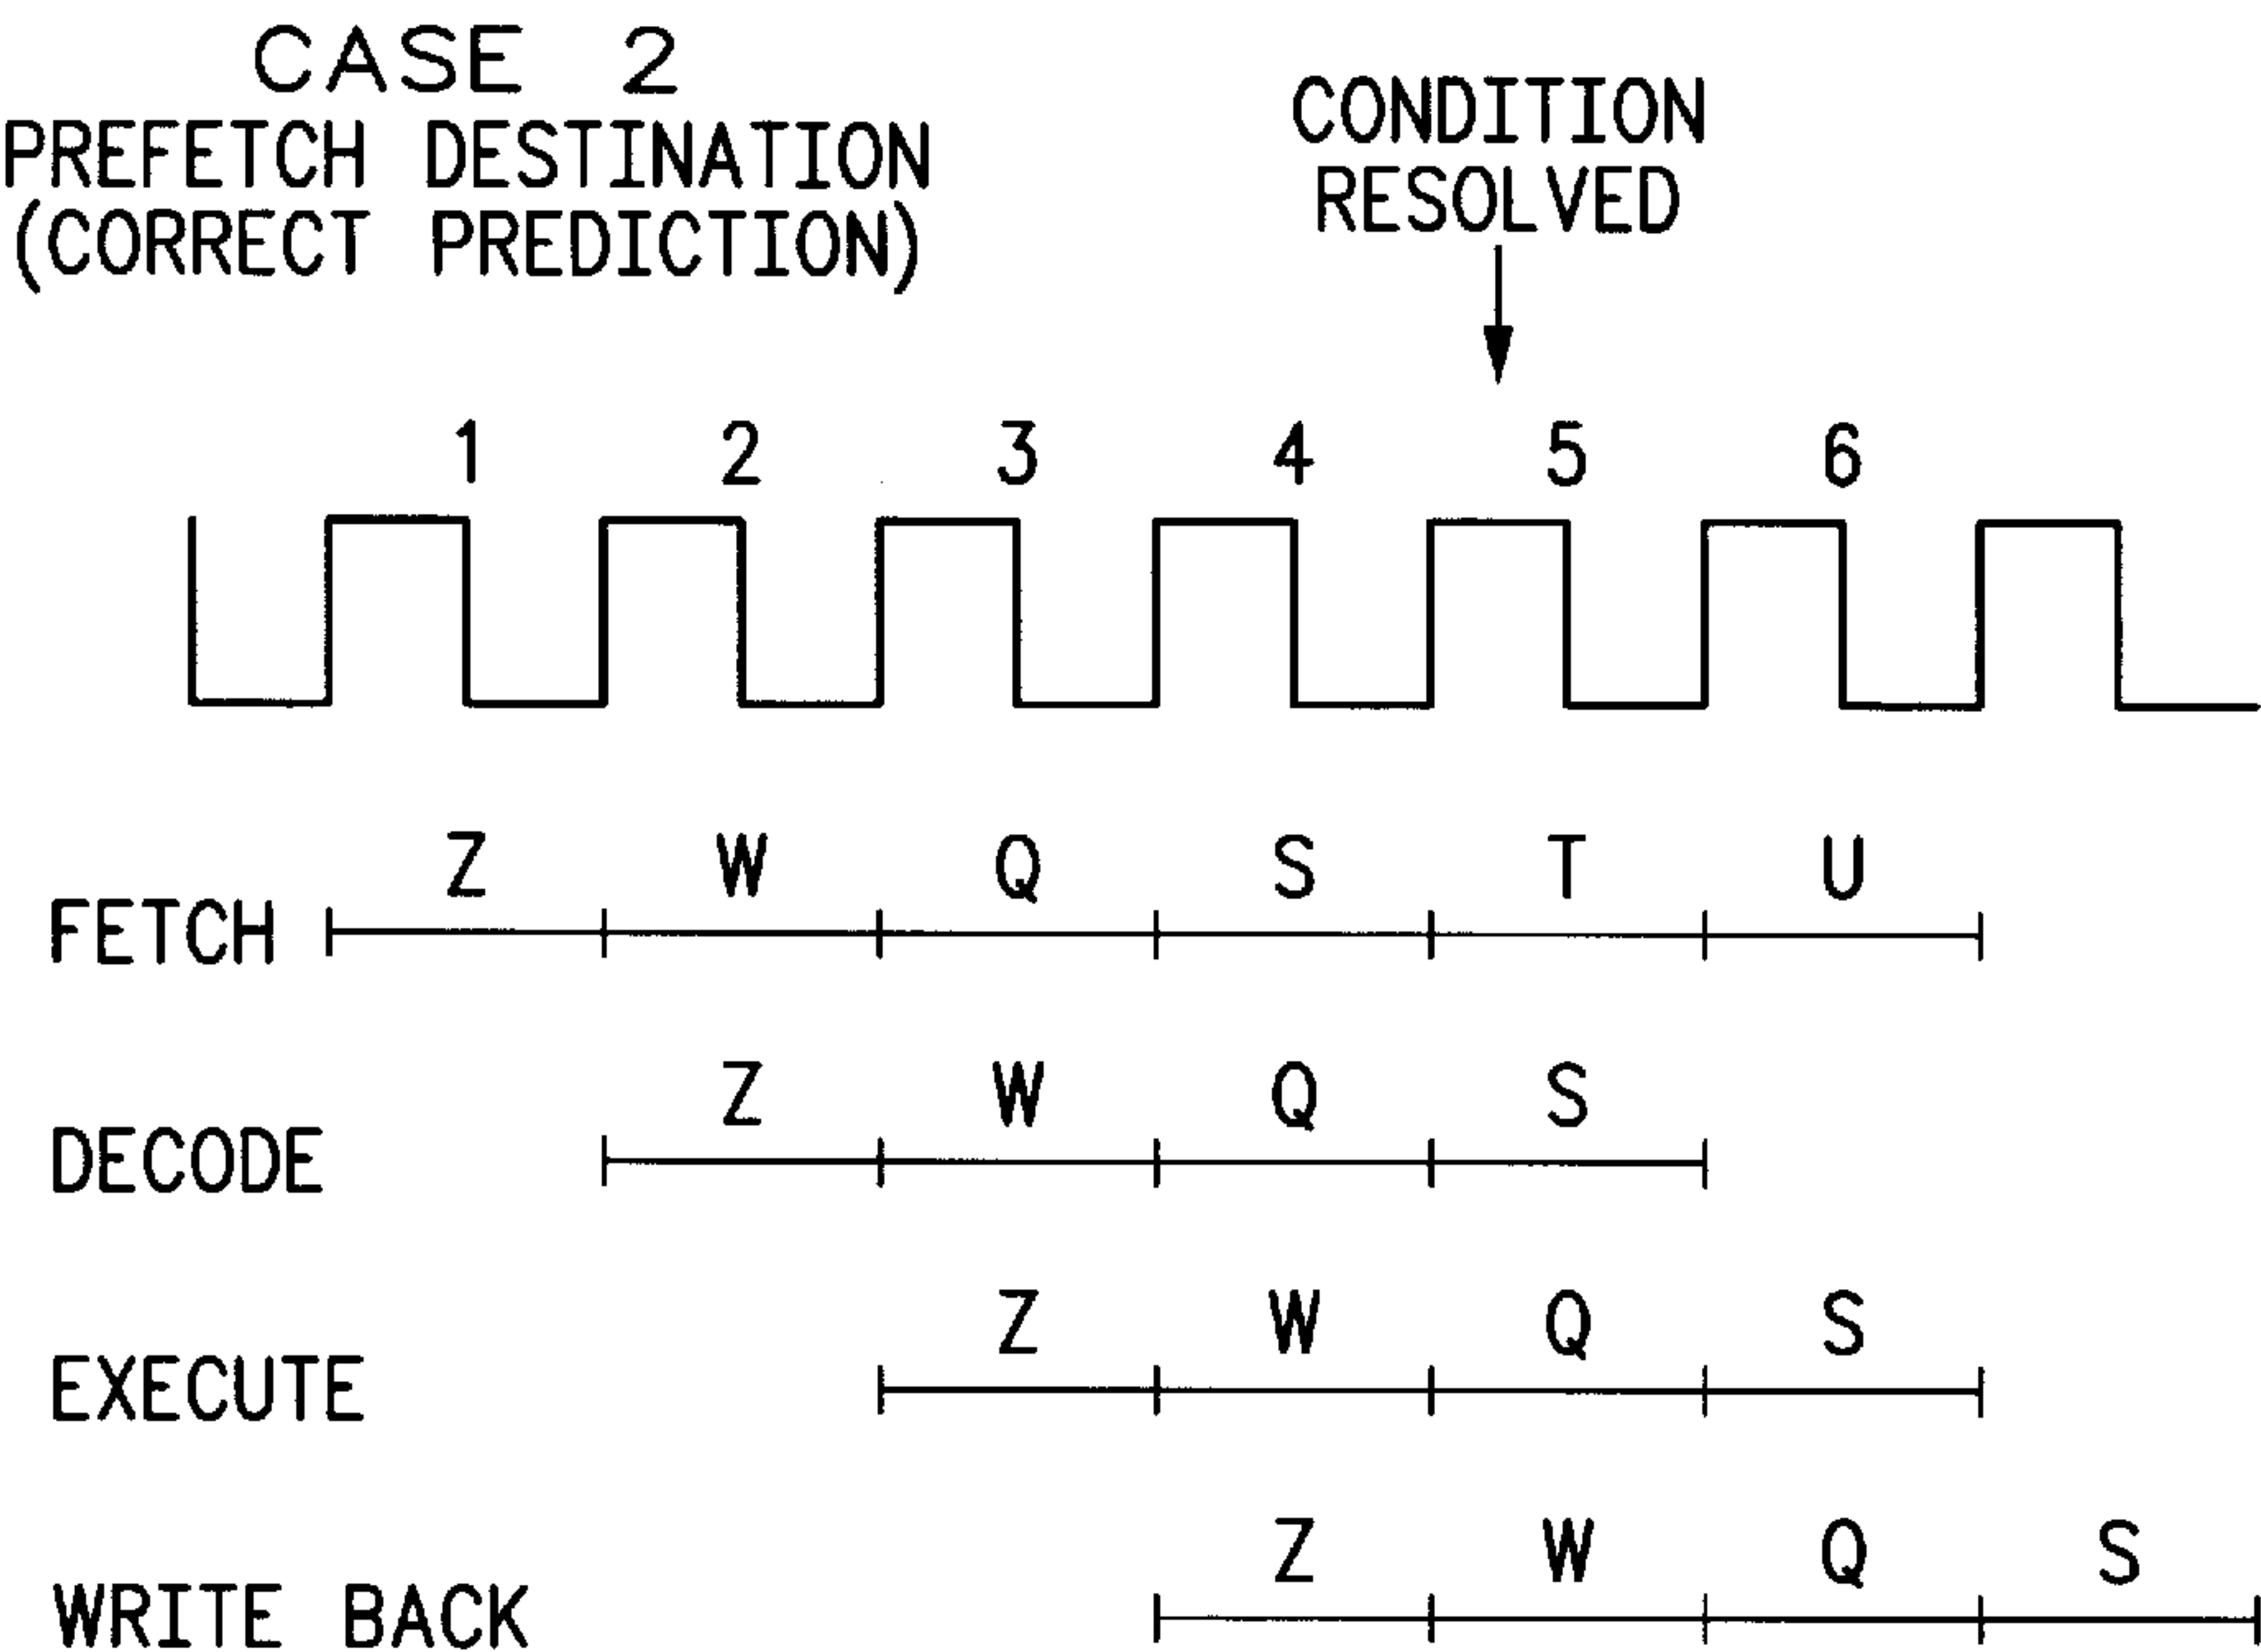 CASE 2
PREFETCH DESTINATION
(CORRECT PREDICTION)
CONDITION
RESOLVED
1 2 3 4 5 6
Z W Q S T U
FETCH
Z W Q S
DECODE
Z W Q S
EXECUTE
Z W Q S
WRITE BACK